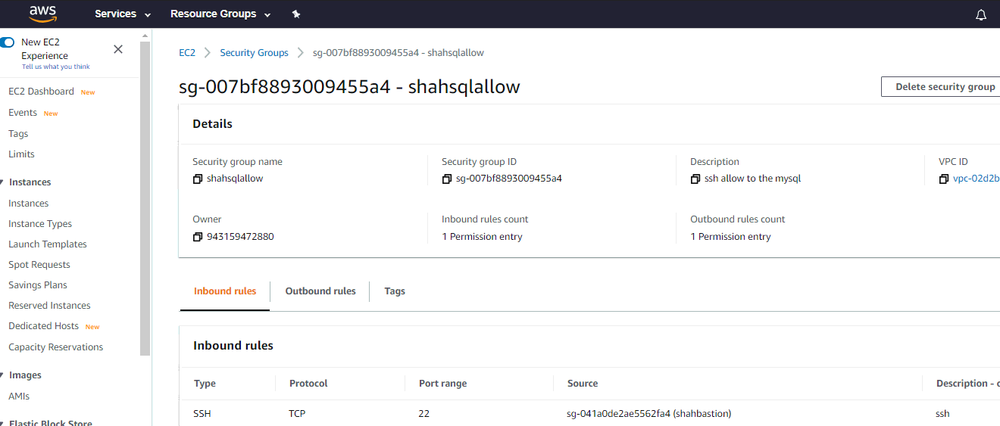 aws Services Resource Groups
New EC2
Experience
Tell us what you think
EC2 Dashboard New
Events New
Tags
Limits
Instances
Instances
Instance Types
Launch Templates
Spot Requests
Savings Plans
Reserved Instances
Dedicated Hosts New
Capacity Reservations
Images
AMIs
Elastic Block Store
EC2 > Security Groups > sg-007bf8893009455a4 - shahsqlallow
sg-007bf8893009455a4 - shahsqlallow
Delete security group
Details
Security group name Security group ID Description VPC ID
shahsqlallow sg-007bf8893009455a4 ssh allow to the mysql vpc-02d2b
Owner Inbound rules count Outbound rules count
943159472880 1 Permission entry 1 Permission entry
Inbound rules Outbound rules Tags
Inbound rules
Type Protocol Port range Source Description -
SSH TCP 22 sg-041a0de2ae5562fa4 (shahbastion) ssh